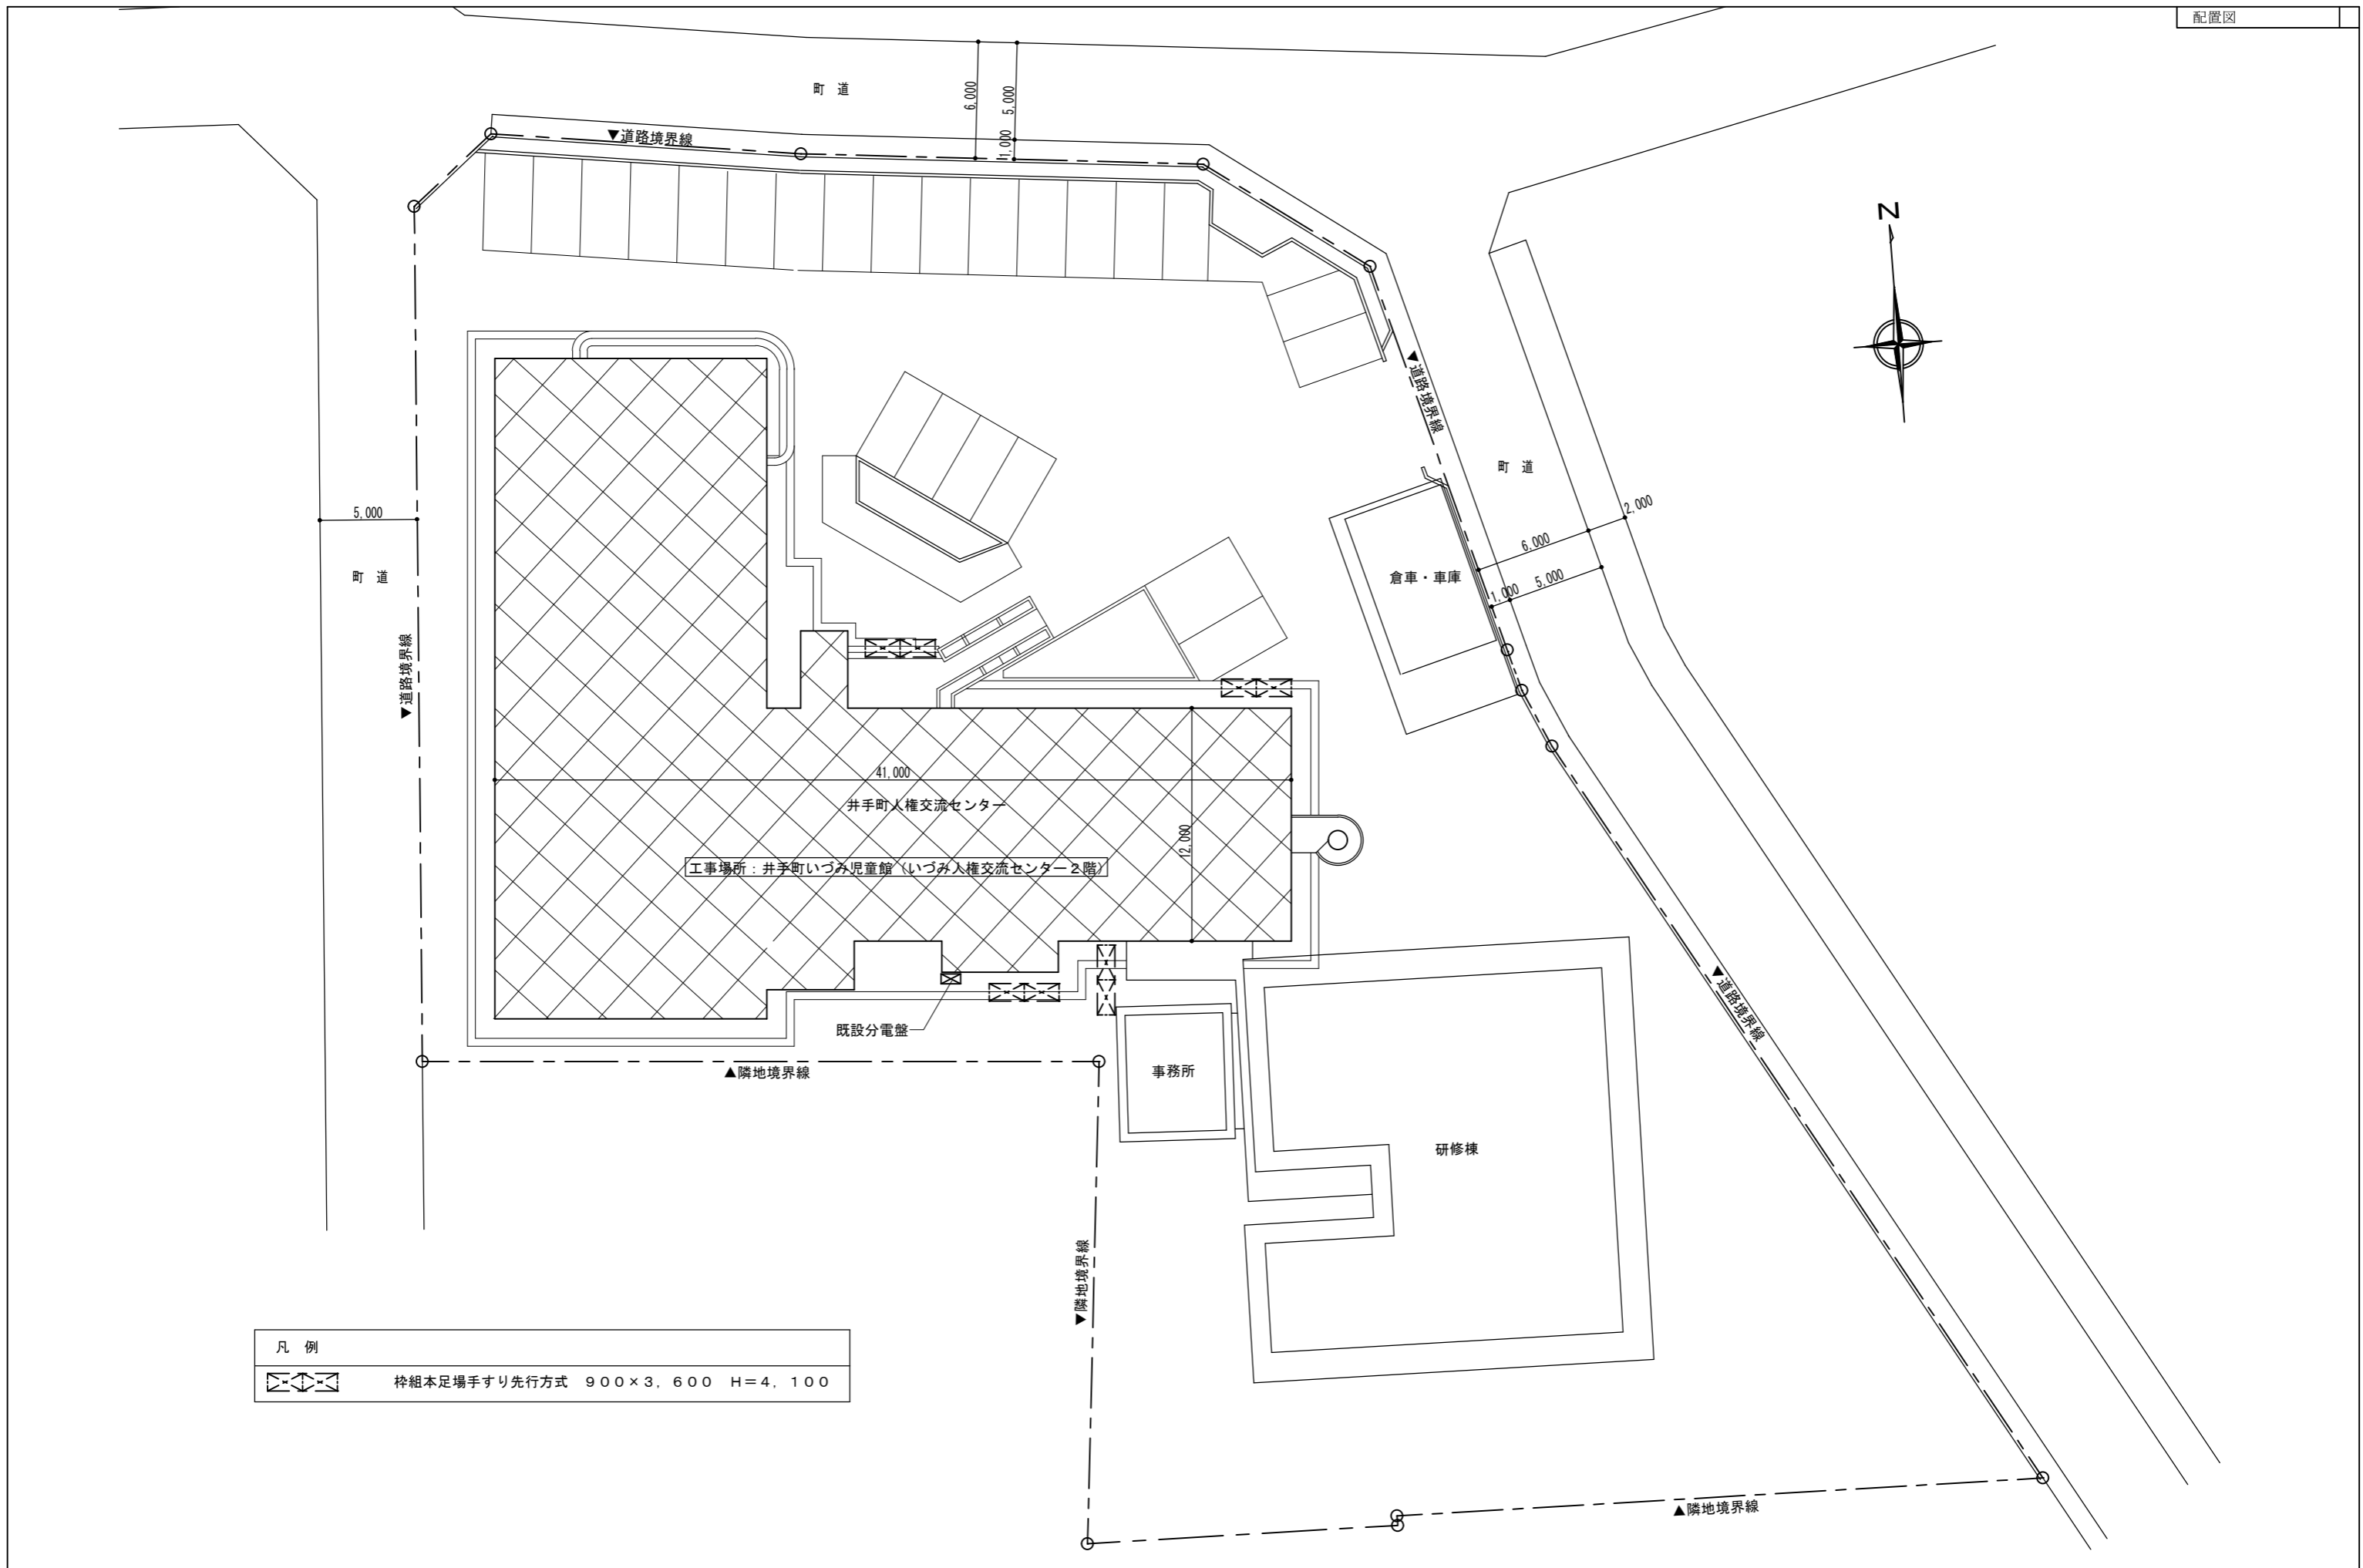 配置図
町 道
6,000
5,000
1,000
▼道路境界線
N
▼道路境界線
町 道
2,000
6,000
5,000
1,000
倉車・車庫
5,000
町 道
▼道路境界線
41,000
井手町人権交流センター
12,000
工事場所：井手町いづみ児童館（いづみ人権交流センター２階）
既設分電盤
▲隣地境界線
事務所
研修棟
▼道路境界線
▼隣地境界線
凡 例
枠組本足場手すり先行方式 ９００×３，６００ Ｈ＝４，１００
▲隣地境界線